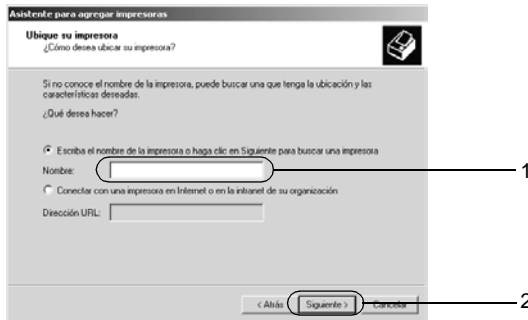 Asistente para agregar impresoras
Ubique su impresora
¿Cómo desea ubicar su impresora?
Si no conoce el nombre de la impresora, puede buscar una que tenga la ubicación y las
características deseadas.
¿Qué desea hacer?
Escriba el nombre de la impresora o haga clic en Siguiente para buscar una impresora
Nombre:
1
Conectar con una impresora en Internet o en la intranet de su organización
Dirección URL:
< Atrás Siguiente > Cancelar
2